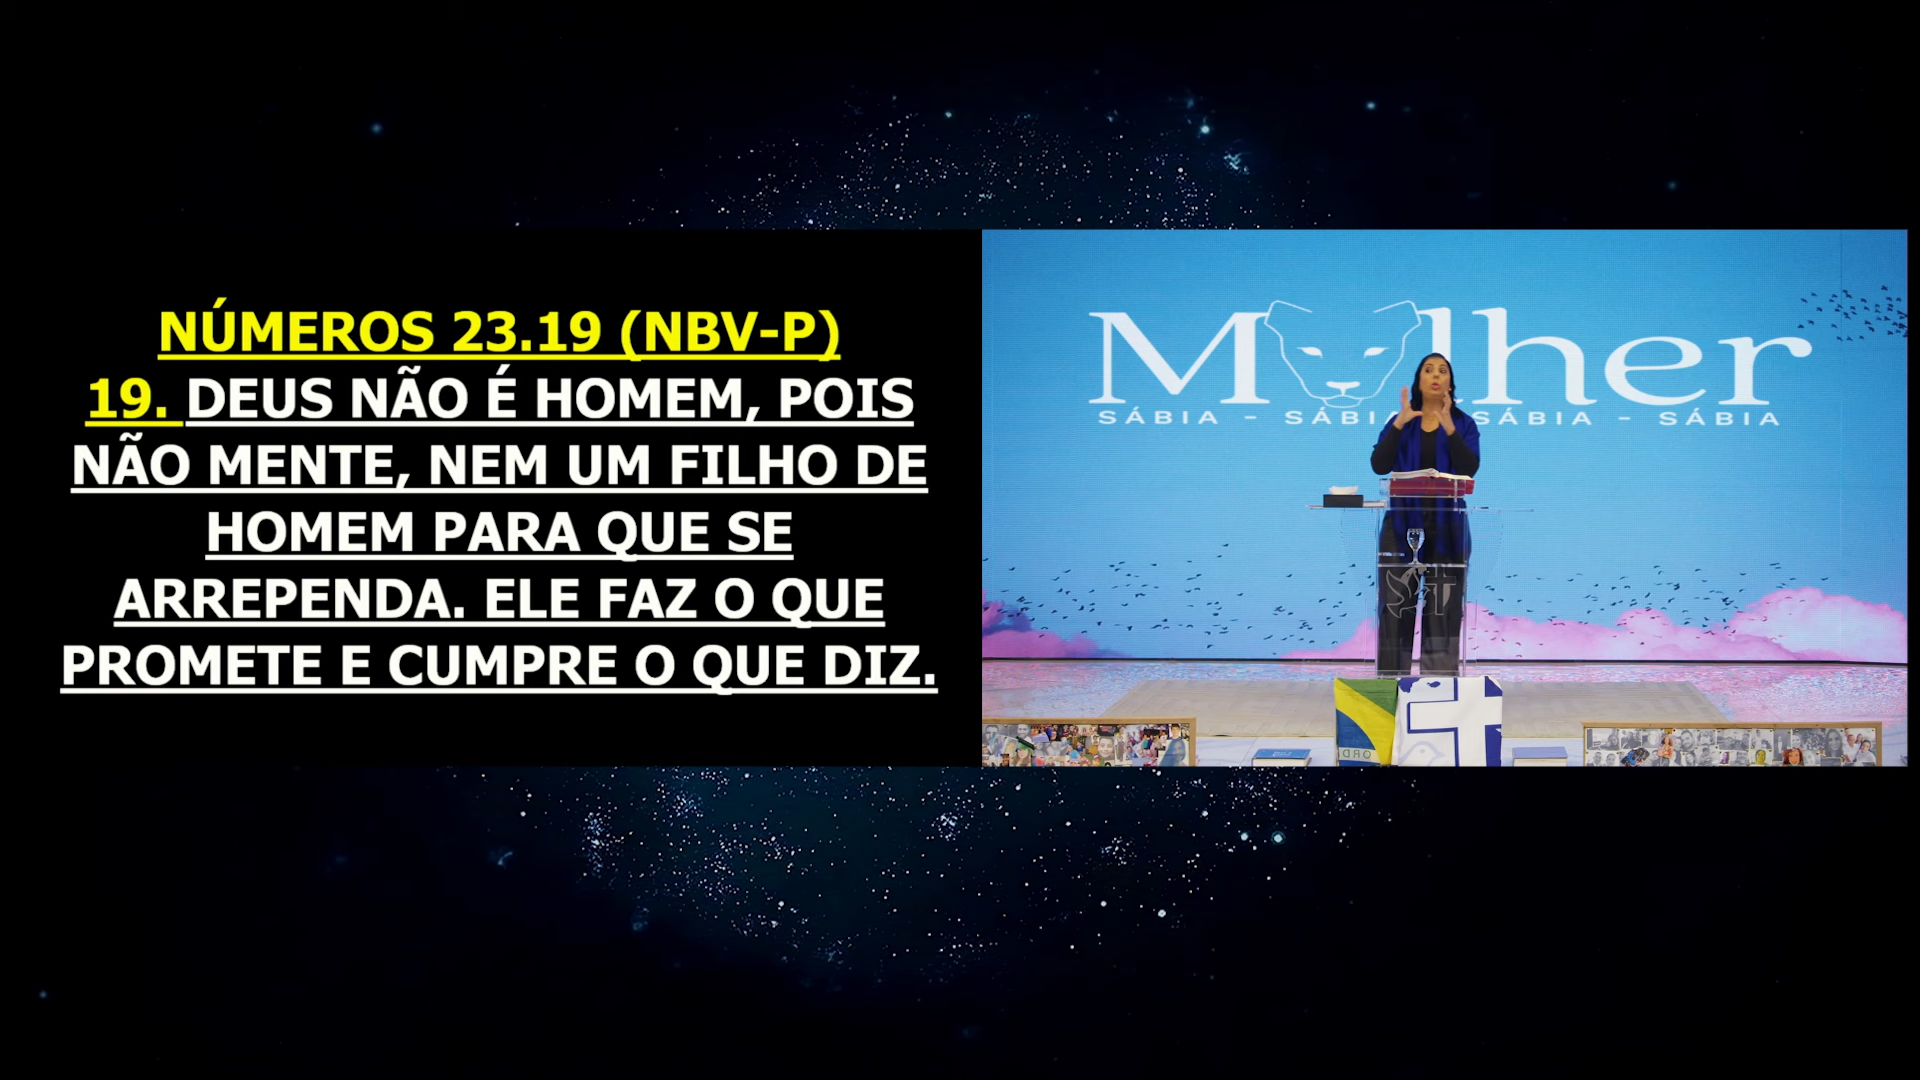 NÚMEROS 23.19 (NBV-P)
19. DEUS NÃO É HOMEM, POIS
NÃO MENTE, NEM UM FILHO DE
HOMEM PARA QUE SE
ARREPENDA. ELE FAZ O QUE
PROMETE E CUMPRE O QUE DIZ.
Mulher
SÁBIA - SÁBIA SÁBIA - SÁBIA
ORD